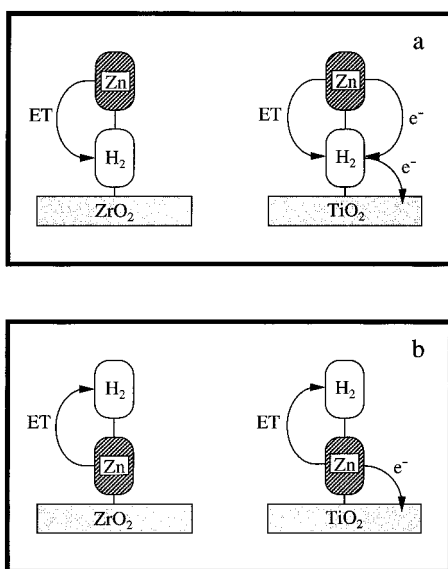 a
Zn
Zn
ET
ET
e⁻
H₂
H₂
e⁻
ZrO₂
TiO₂
b
H₂
H₂
ET
ET
Zn
Zn
e⁻
ZrO₂
TiO₂